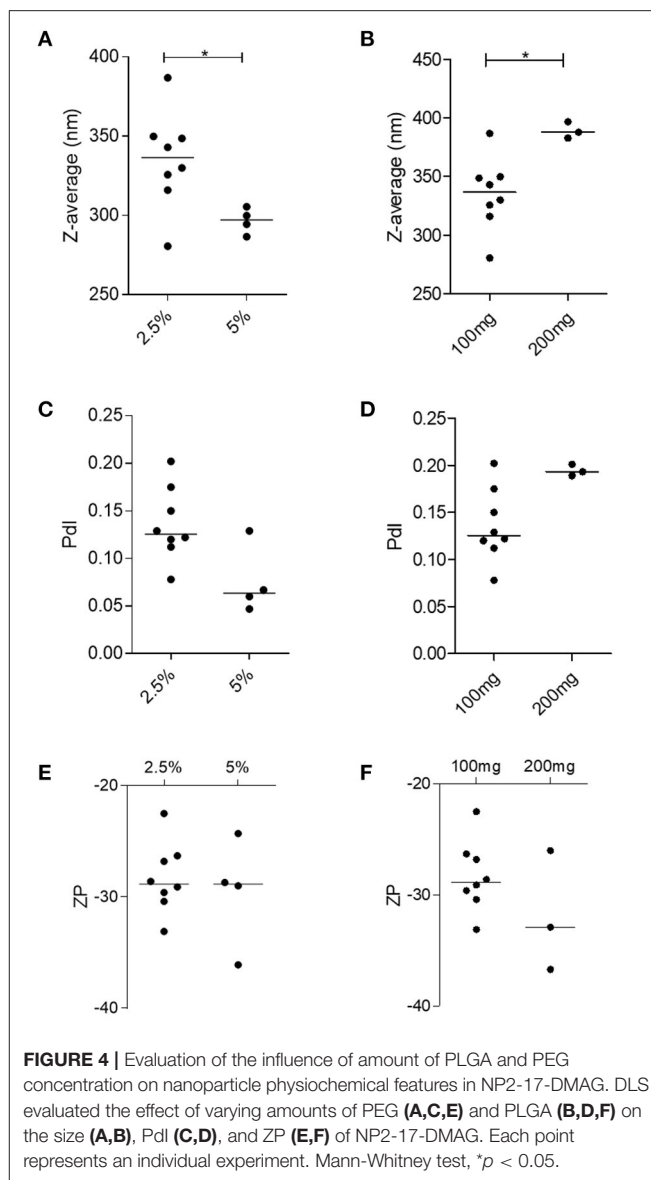 A
B
*
*
400
350
300
250
Z-average (nm)
2.5%
5%
450
400
350
300
250
Z-average (nm)
100mg
200mg
C
D
0.25
0.20
0.15
0.10
0.05
0.00
PdI
2.5%
5%
0.25
0.20
0.15
0.10
0.05
0.00
PdI
100mg
200mg
E
F
2.5%
5%
-20
-30
-40
ZP
100mg
200mg
-20
-30
-40
ZP
FIGURE 4 | Evaluation of the influence of amount of PLGA and PEG
concentration on nanoparticle physiochemical features in NP2-17-DMAG. DLS
evaluated the effect of varying amounts of PEG (A,C,E) and PLGA (B,D,F) on
the size (A,B), PdI (C,D), and ZP (E,F) of NP2-17-DMAG. Each point
represents an individual experiment. Mann-Whitney test, *p < 0.05.